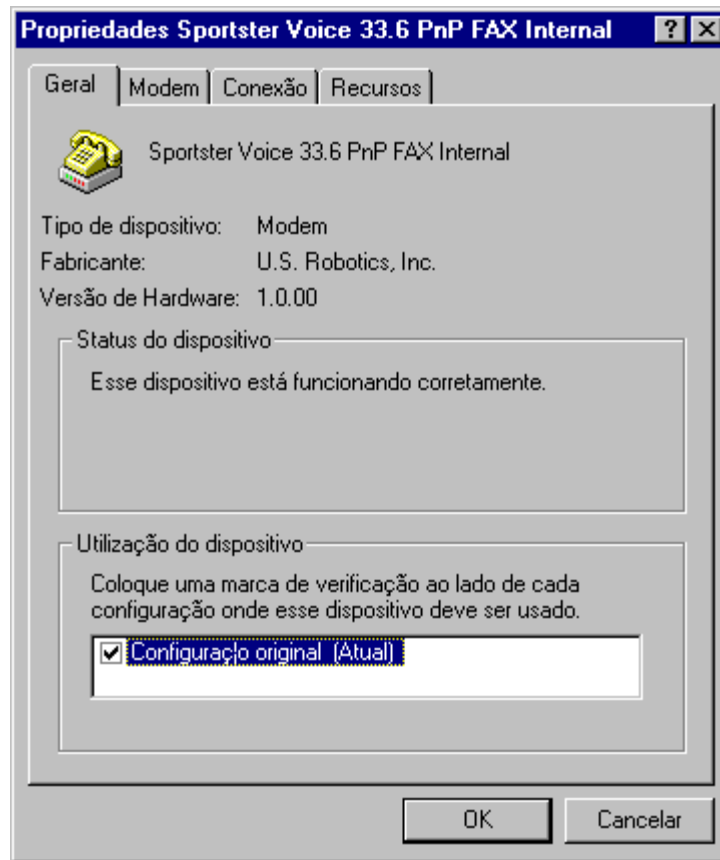 Propriedades Sportster Voice 33.6 PnP FAX Internal
Geral Modem Conexão Recursos
Sportster Voice 33.6 PnP FAX Internal
Tipo de dispositivo: Modem
Fabricante: U.S. Robotics, Inc.
Versão de Hardware: 1.0.00
Status do dispositivo
Esse dispositivo está funcionando corretamente.
Utilização do dispositivo
Coloque uma marca de verificação ao lado de cada
configuração onde esse dispositivo deve ser usado.
Configuraç¦o original (Atual)
OK Cancelar